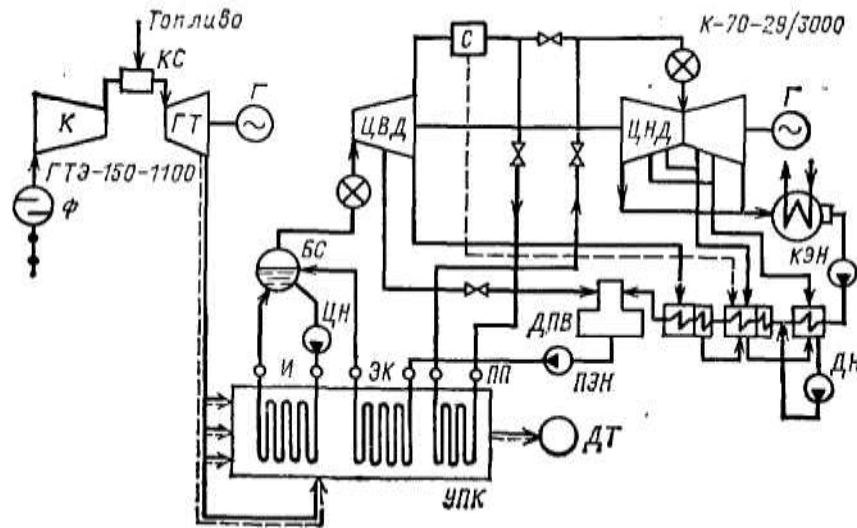 Топливо
К-70-29/3000
КС
С
К
ГТ
Г
ЦВД
ЦНД
Г
ГТЭ-150-1100
Ф
БС
КЭН
ЦН
ДПВ
И
ЭК
ПП
ПЭН
ДН
ДТ
УПК